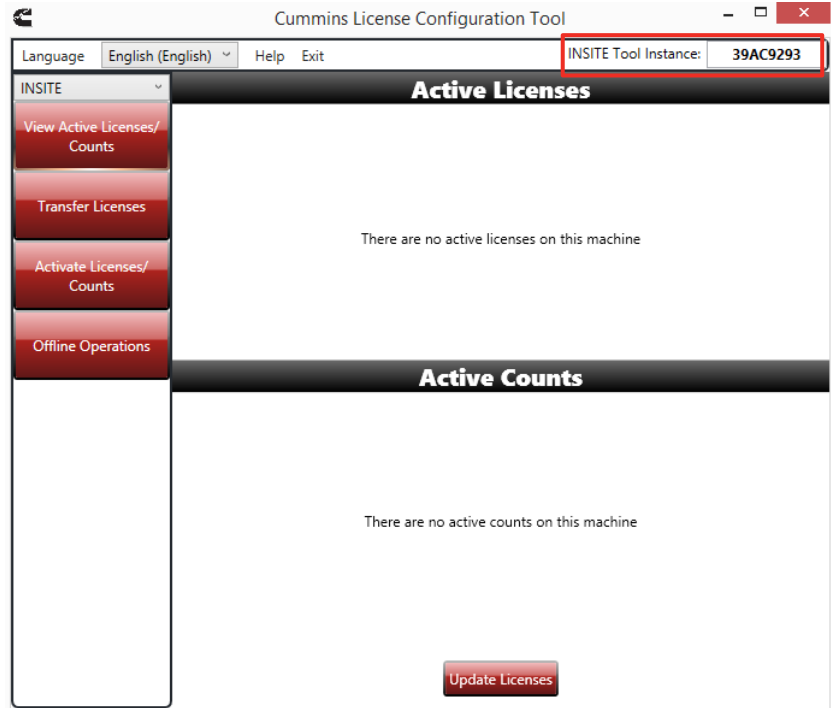 Cummins License Configuration Tool
Language English (English) Help Exit INSITE Tool Instance: 39AC9293
INSITE
Active Licenses
View Active Licenses/
Counts
Transfer Licenses
There are no active licenses on this machine
Activate Licenses/
Counts
Offline Operations
Active Counts
There are no active counts on this machine
Update Licenses